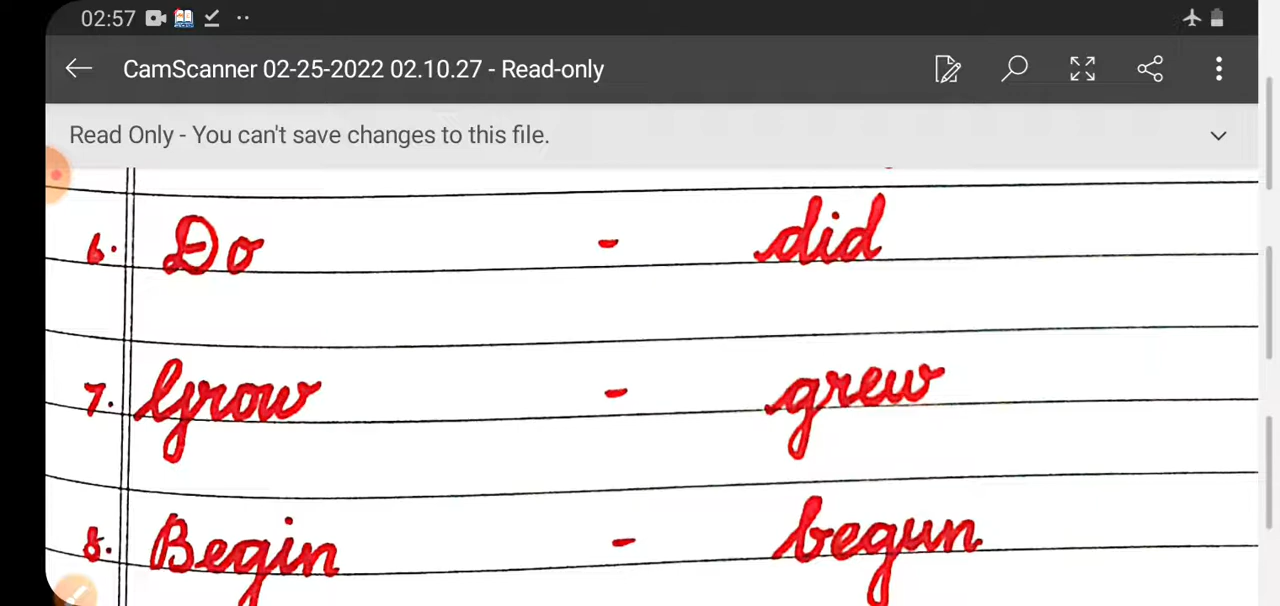 02:57
CamScanner 02-25-2022 02.10.27 - Read-only
Read Only - You can't save changes to this file.
6. Do - did
7. Grow - grew
8. Begin - begun